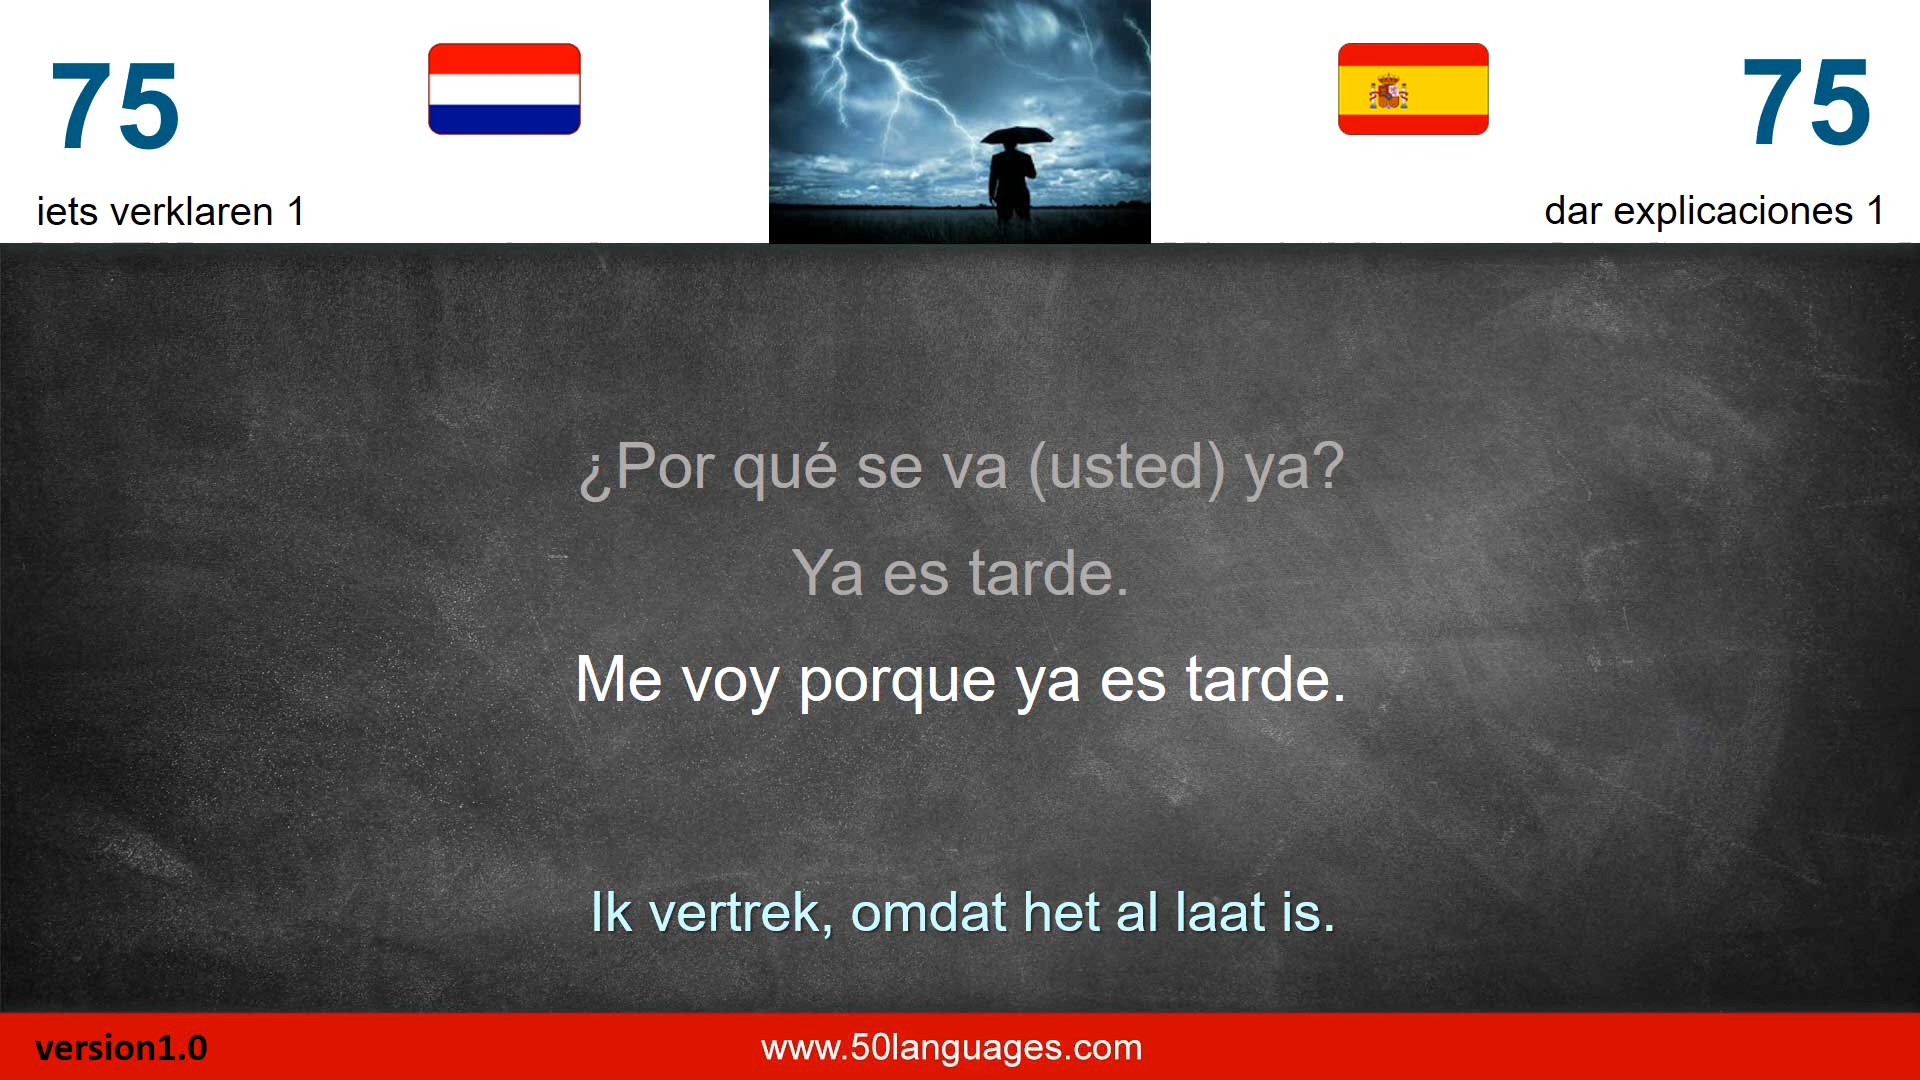 75
75
iets verklaren 1
dar explicaciones 1
¿Por qué se va (usted) ya?
Ya es tarde.
Me voy porque ya es tarde.
Ik vertrek, omdat het al laat is.
version1.0
www.50languages.com